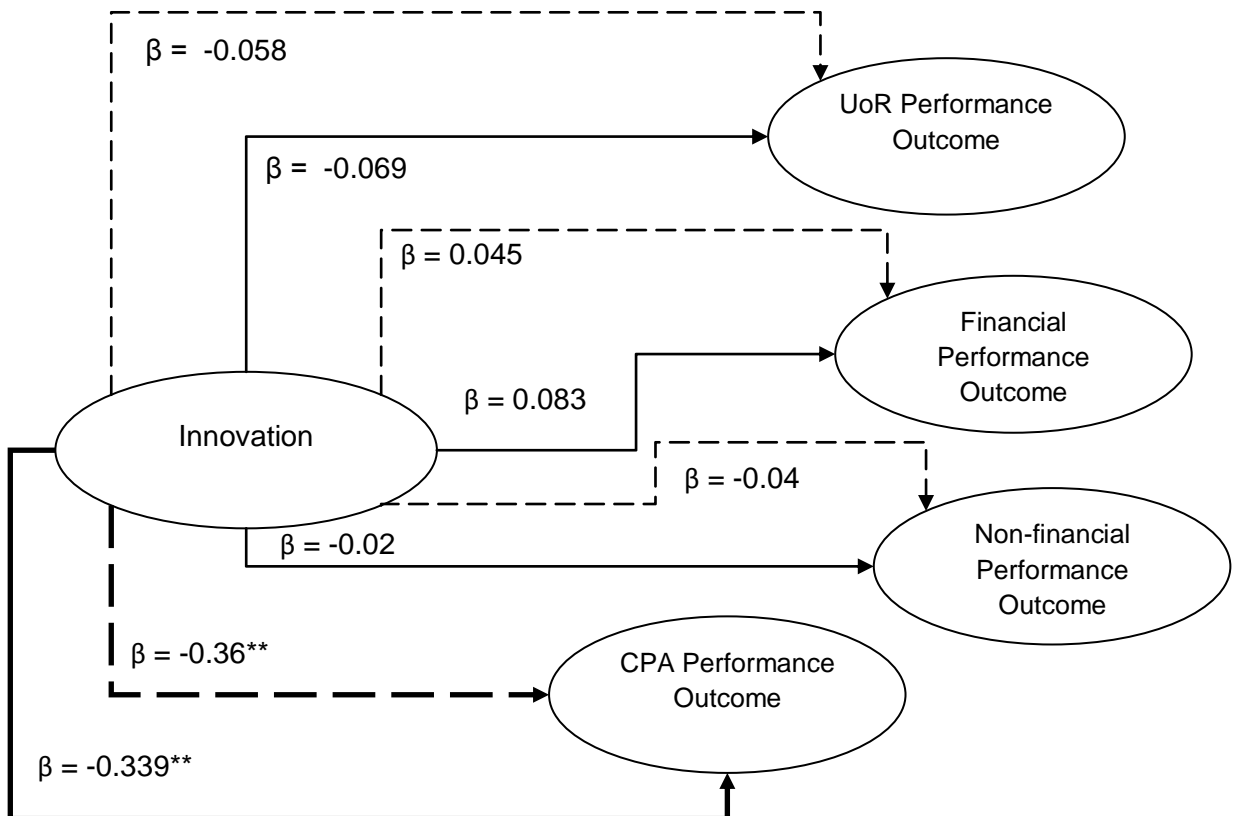 β = -0.058
UoR Performance
Outcome
β = -0.069
β = 0.045
Financial
Performance
Outcome
β = 0.083
Innovation
β = -0.04
Non-financial
Performance
Outcome
β = -0.02
β = -0.36**
CPA Performance
Outcome
β = -0.339**